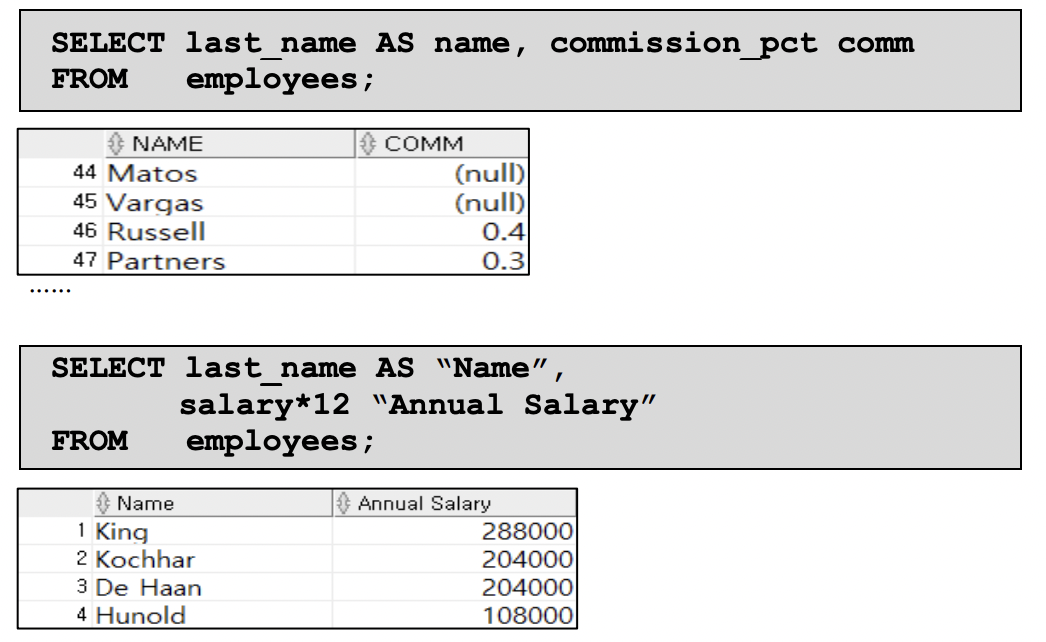 SELECT last_name AS name, commission_pct comm
FROM   employees;
NAME COMM
44 Matos (null)
45 Vargas (null)
46 Russell 0.4
47 Partners 0.3
......
SELECT last_name AS “Name”,
salary*12 “Annual Salary”
FROM   employees;
Name Annual Salary
1 King 288000
2 Kochhar 204000
3 De Haan 204000
4 Hunold 108000